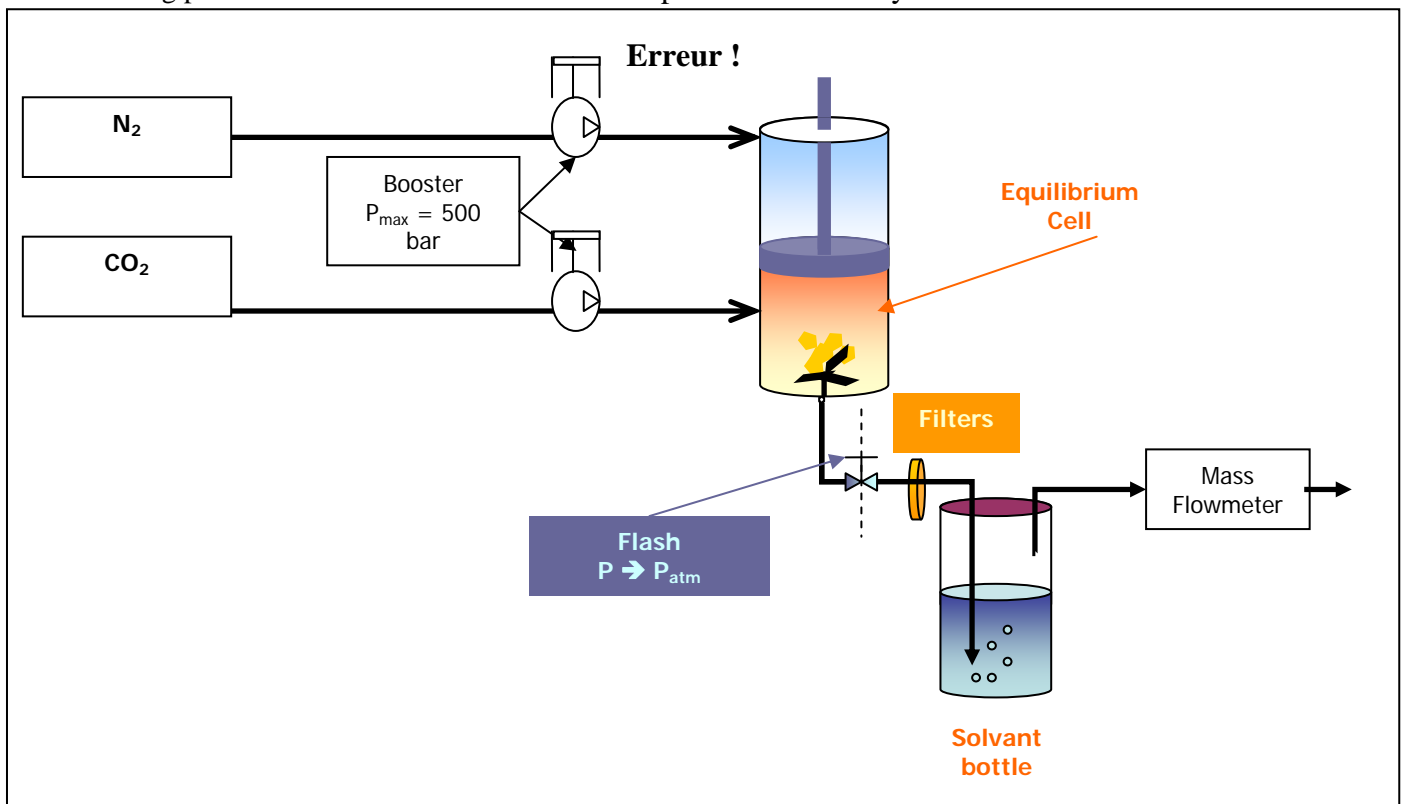 Erreur !
N₂
Booster
Pmax = 500
bar
CO₂
Equilibrium
Cell
Filters
Mass
Flowmeter
Flash
P ➔ Patm
Solvant
bottle